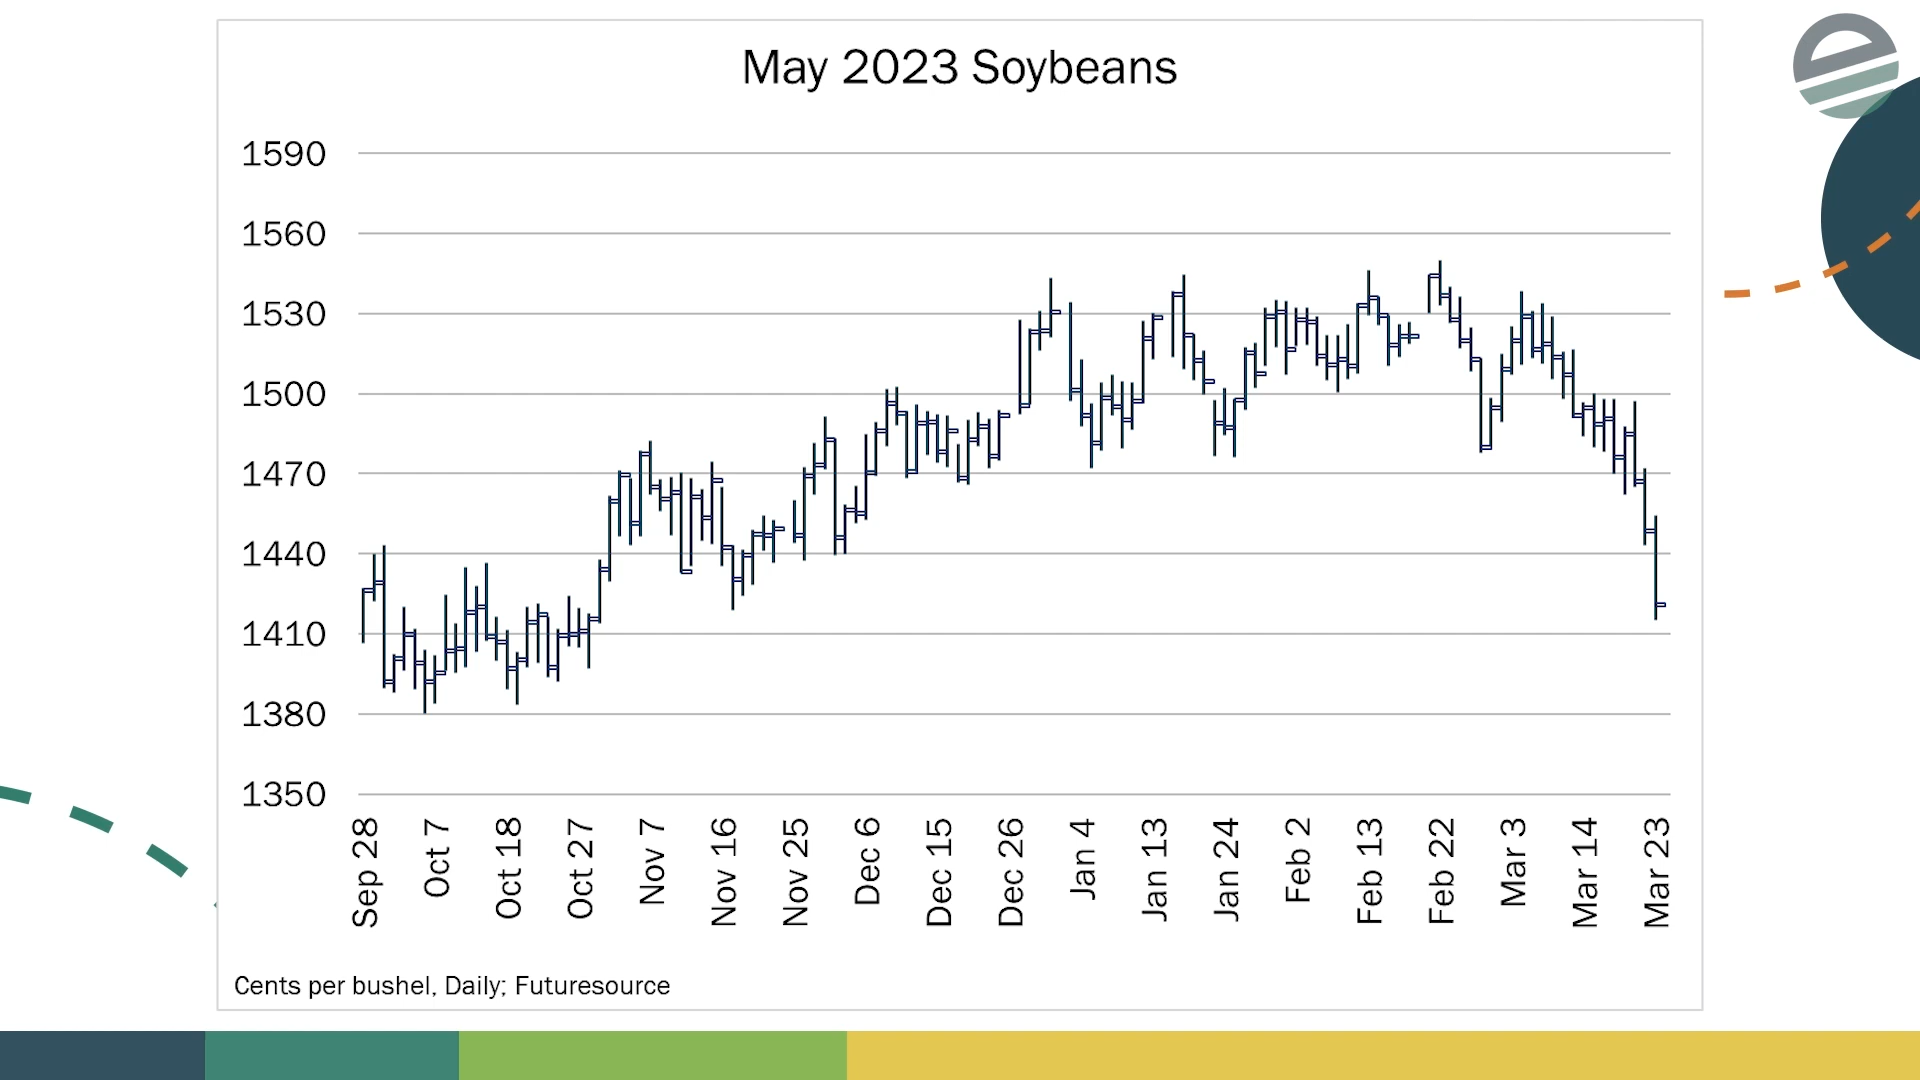 May 2023 Soybeans
1590
1560
1530
1500
1470
1440
1410
1380
1350
Sep 28
Oct 7
Oct 18
Oct 27
Nov 7
Nov 16
Nov 25
Dec 6
Dec 15
Dec 26
Jan 4
Jan 13
Jan 24
Feb 2
Feb 13
Feb 22
Mar 3
Mar 14
Mar 23
Cents per bushel, Daily; Futuresource